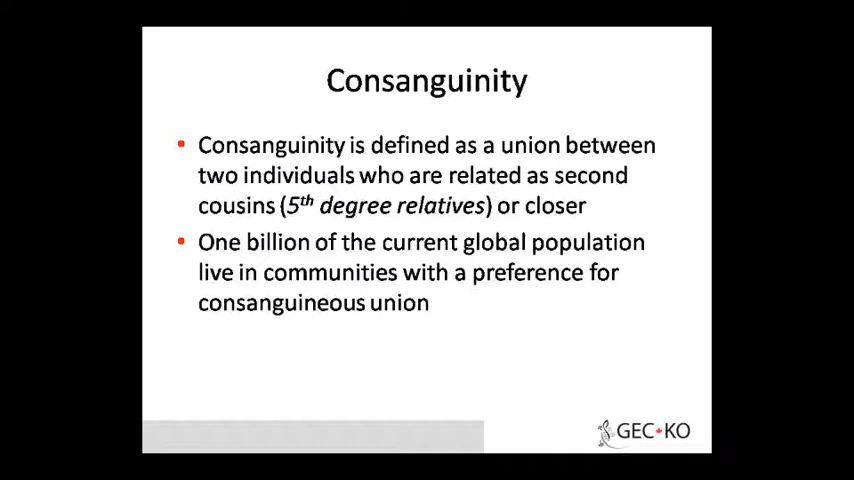 Consanguinity
• Consanguinity is defined as a union between
two individuals who are related as second
cousins (5th degree relatives) or closer
• One billion of the current global population
live in communities with a preference for
consanguineous union
GEC KO